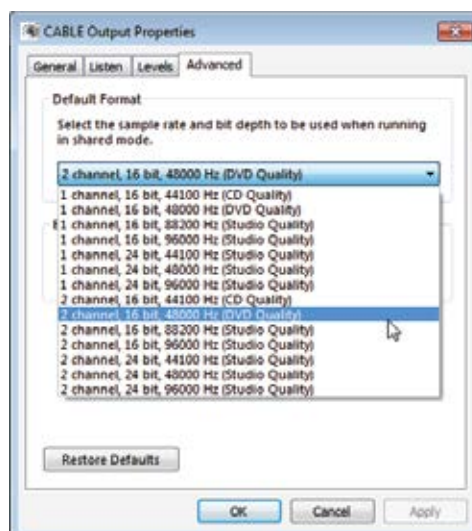 CABLE Output Properties
General Listen Levels Advanced
Default Format
Select the sample rate and bit depth to be used when running
in shared mode.
2 channel, 16 bit, 48000 Hz (DVD Quality)
1 channel, 16 bit, 44100 Hz (CD Quality)
1 channel, 16 bit, 48000 Hz (DVD Quality)
1 channel, 16 bit, 88200 Hz (Studio Quality)
1 channel, 16 bit, 96000 Hz (Studio Quality)
1 channel, 24 bit, 44100 Hz (Studio Quality)
1 channel, 24 bit, 48000 Hz (Studio Quality)
1 channel, 24 bit, 96000 Hz (Studio Quality)
2 channel, 16 bit, 44100 Hz (CD Quality)
2 channel, 16 bit, 48000 Hz (DVD Quality)
2 channel, 16 bit, 88200 Hz (Studio Quality)
2 channel, 16 bit, 96000 Hz (Studio Quality)
2 channel, 24 bit, 44100 Hz (Studio Quality)
2 channel, 24 bit, 48000 Hz (Studio Quality)
2 channel, 24 bit, 96000 Hz (Studio Quality)
Restore Defaults
OK Cancel Apply